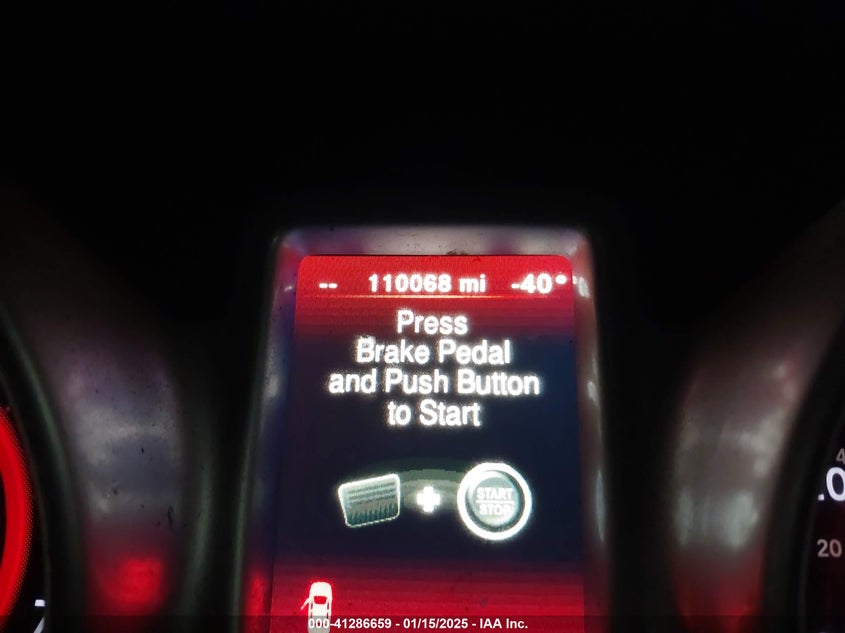 -- 110068 mi -40°
Press
Brake Pedal
and Push Button
to Start
START
STOP
20
000-41286659 - 01/15/2025 - IAA Inc.